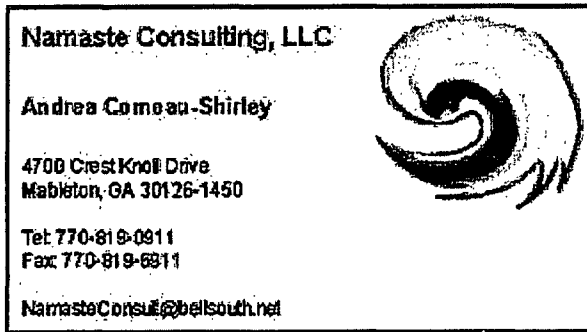 Namaste Consulting, LLC
Andrea Comeau-Shirley
4700 Crest Knoll Drive
Mableton, GA 30126-1450
Tel: 770-819-0911
Fax: 770-819-6911
NamasteConsult@bellsouth.net